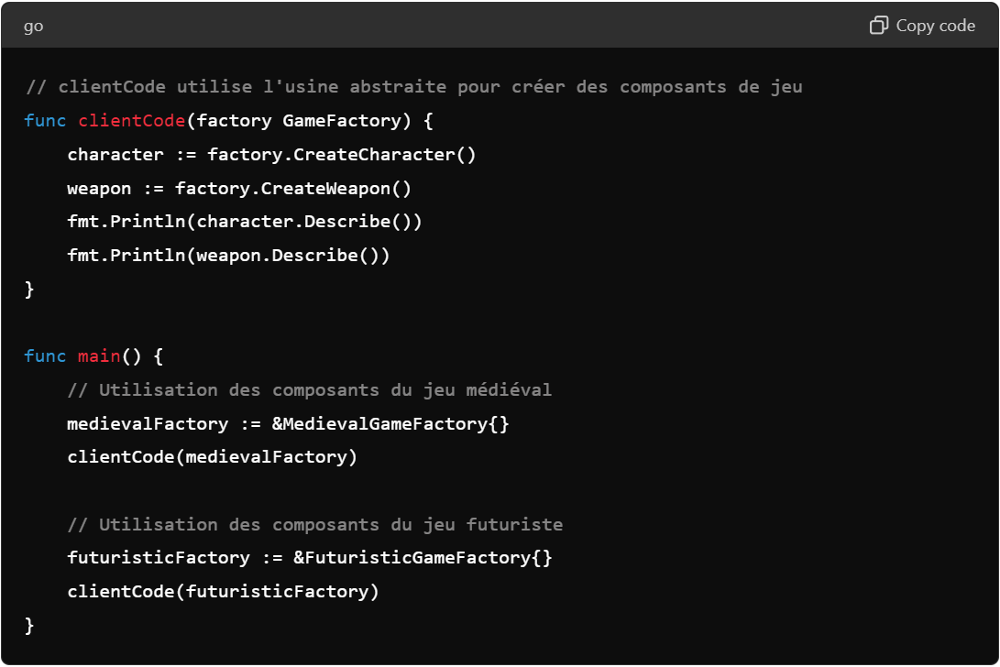 go
Copy code
// clientCode utilise l'usine abstraite pour créer des composants de jeu
func clientCode(factory GameFactory) {
    character := factory.CreateCharacter()
    weapon := factory.CreateWeapon()
    fmt.Println(character.Describe())
    fmt.Println(weapon.Describe())
}
func main() {
    // Utilisation des composants du jeu médiéval
    medievalFactory := &MedievalGameFactory{}
    clientCode(medievalFactory)
    // Utilisation des composants du jeu futuriste
    futuristicFactory := &FuturisticGameFactory{}
    clientCode(futuristicFactory)
}